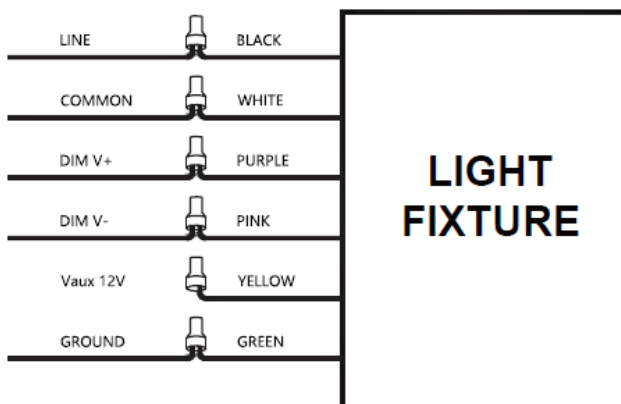 LINE BLACK
COMMON WHITE
DIM V+ PURPLE
DIM V- PINK
Vaux 12V YELLOW
GROUND GREEN
LIGHT
FIXTURE